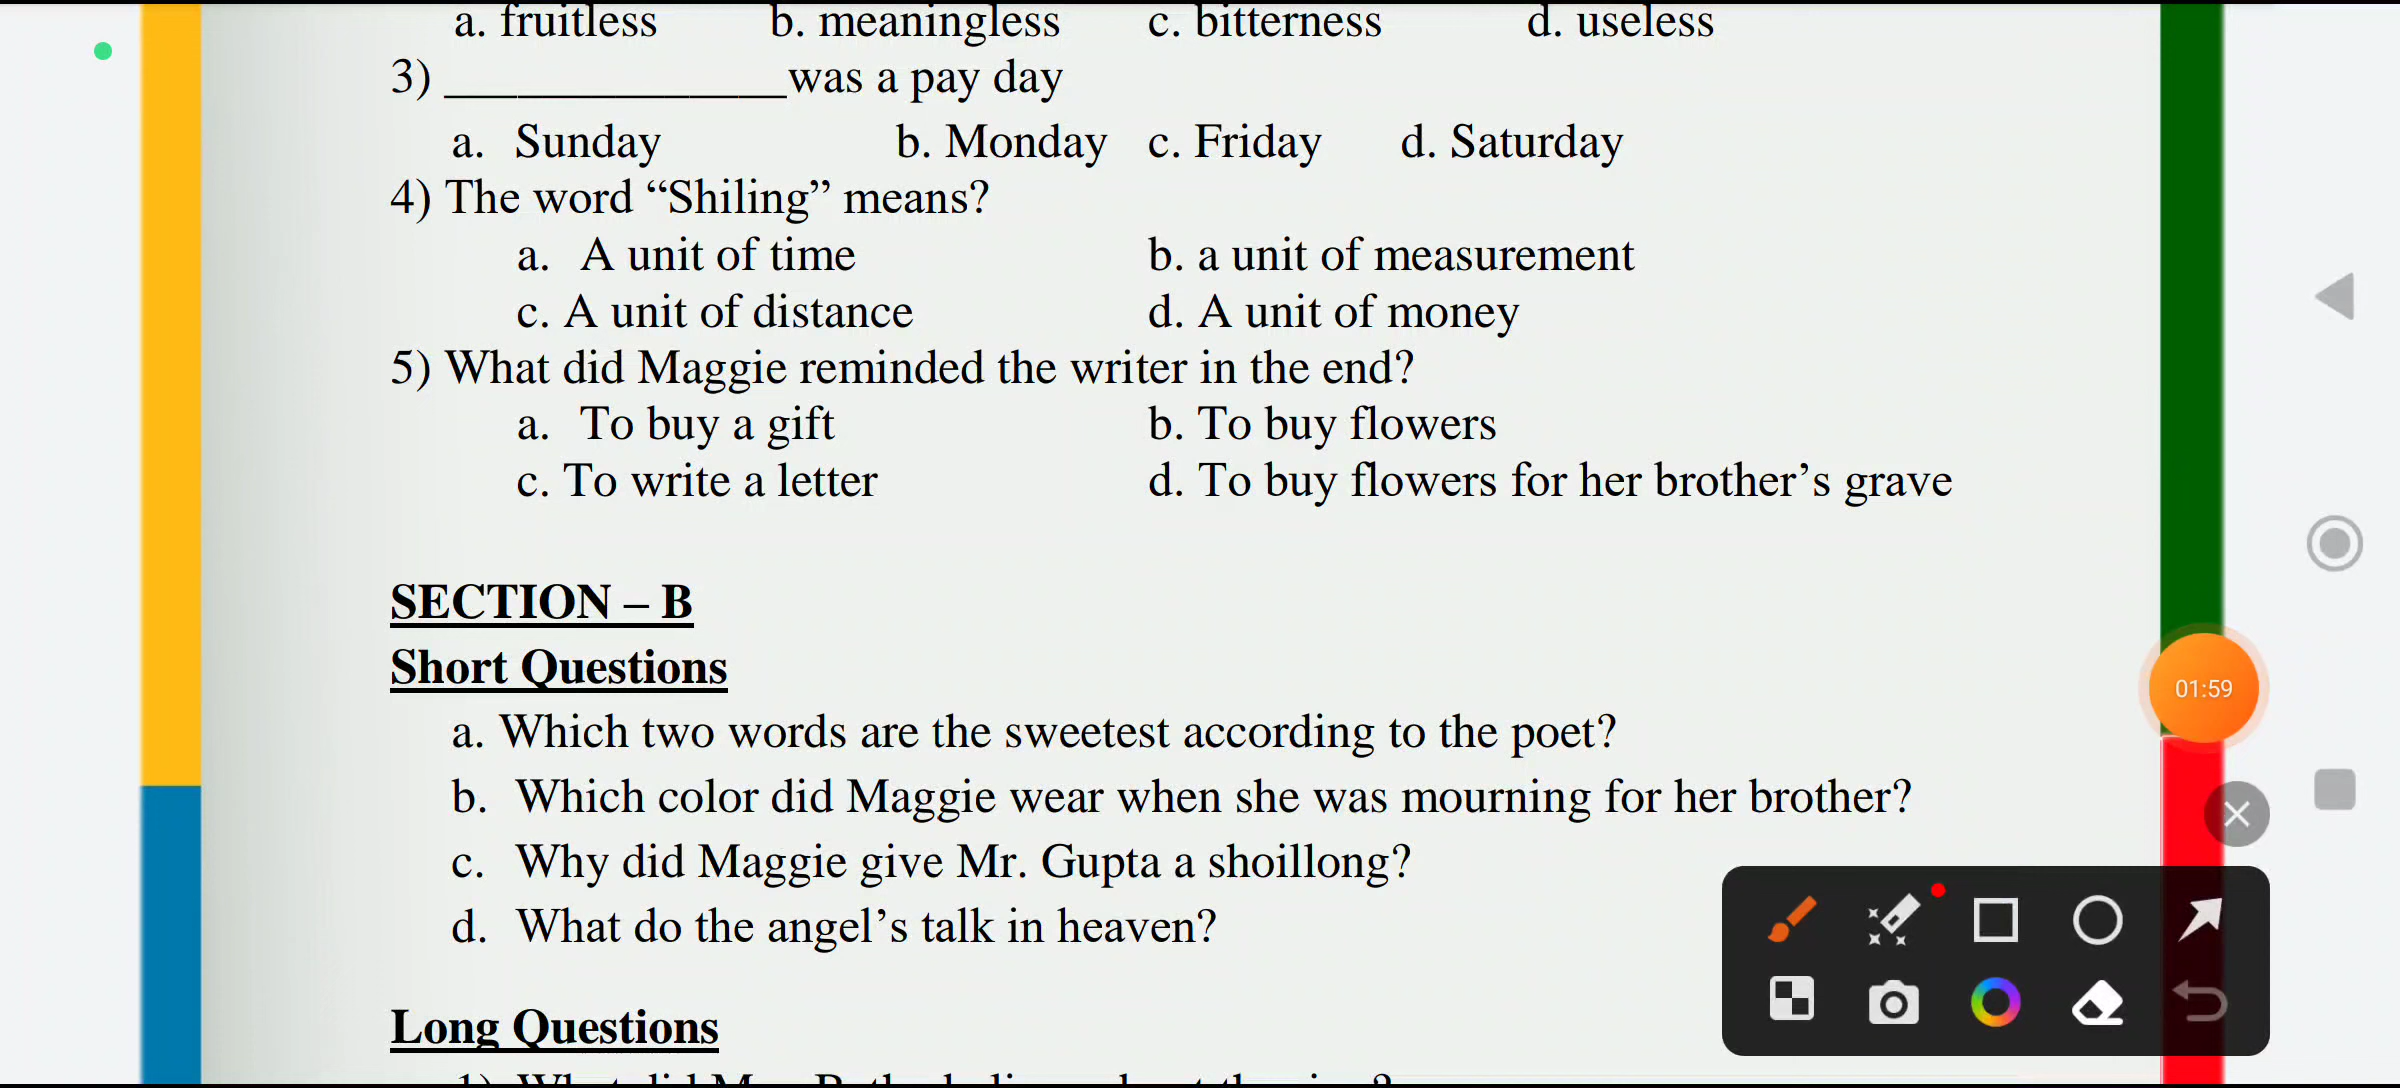 a. fruitless b. meaningless c. bitterness d. useless
3) ______________was a pay day
a. Sunday b. Monday c. Friday d. Saturday
4) The word “Shiling” means?
a. A unit of time b. a unit of measurement
c. A unit of distance d. A unit of money
5) What did Maggie reminded the writer in the end?
a. To buy a gift b. To buy flowers
c. To write a letter d. To buy flowers for her brother’s grave
SECTION – B
Short Questions
01:59
a. Which two words are the sweetest according to the poet?
b. Which color did Maggie wear when she was mourning for her brother?
c. Why did Maggie give Mr. Gupta a shoillong?
d. What do the angel’s talk in heaven?
Long Questions